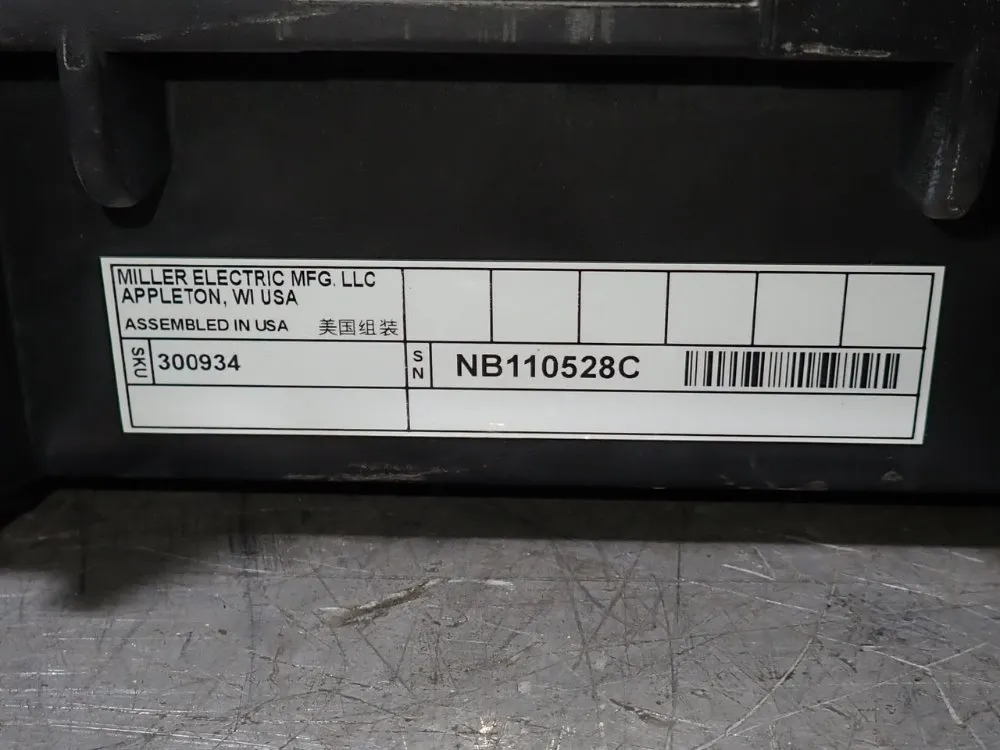 MILLER ELECTRIC MFG. LLC
APPLETON, WI USA
ASSEMBLED IN USA 美国组装
SKU 300934
SN NB110528C